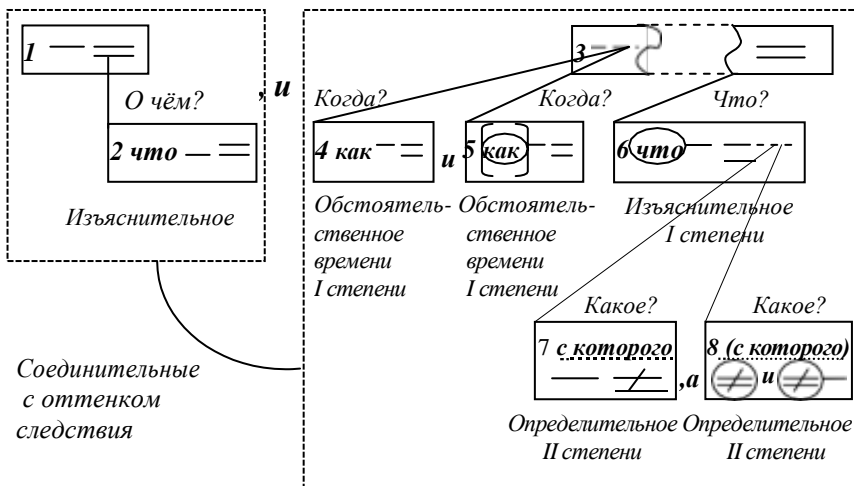 1
3
О чём?
, и
Когда?
Когда?
Что?
2 что
4 как
и
5 как
6 что
Изъяснительное
Обстоятель-
ственное
времени
I степени
Обстоятель-
ственное
времени
I степени
Изъяснительное
I степени
Какое?
Какое?
7 с которого
,а
8 (с которого)
и
Соединительные
с оттенком
следствия
Определительное
II степени
Определительное
II степени